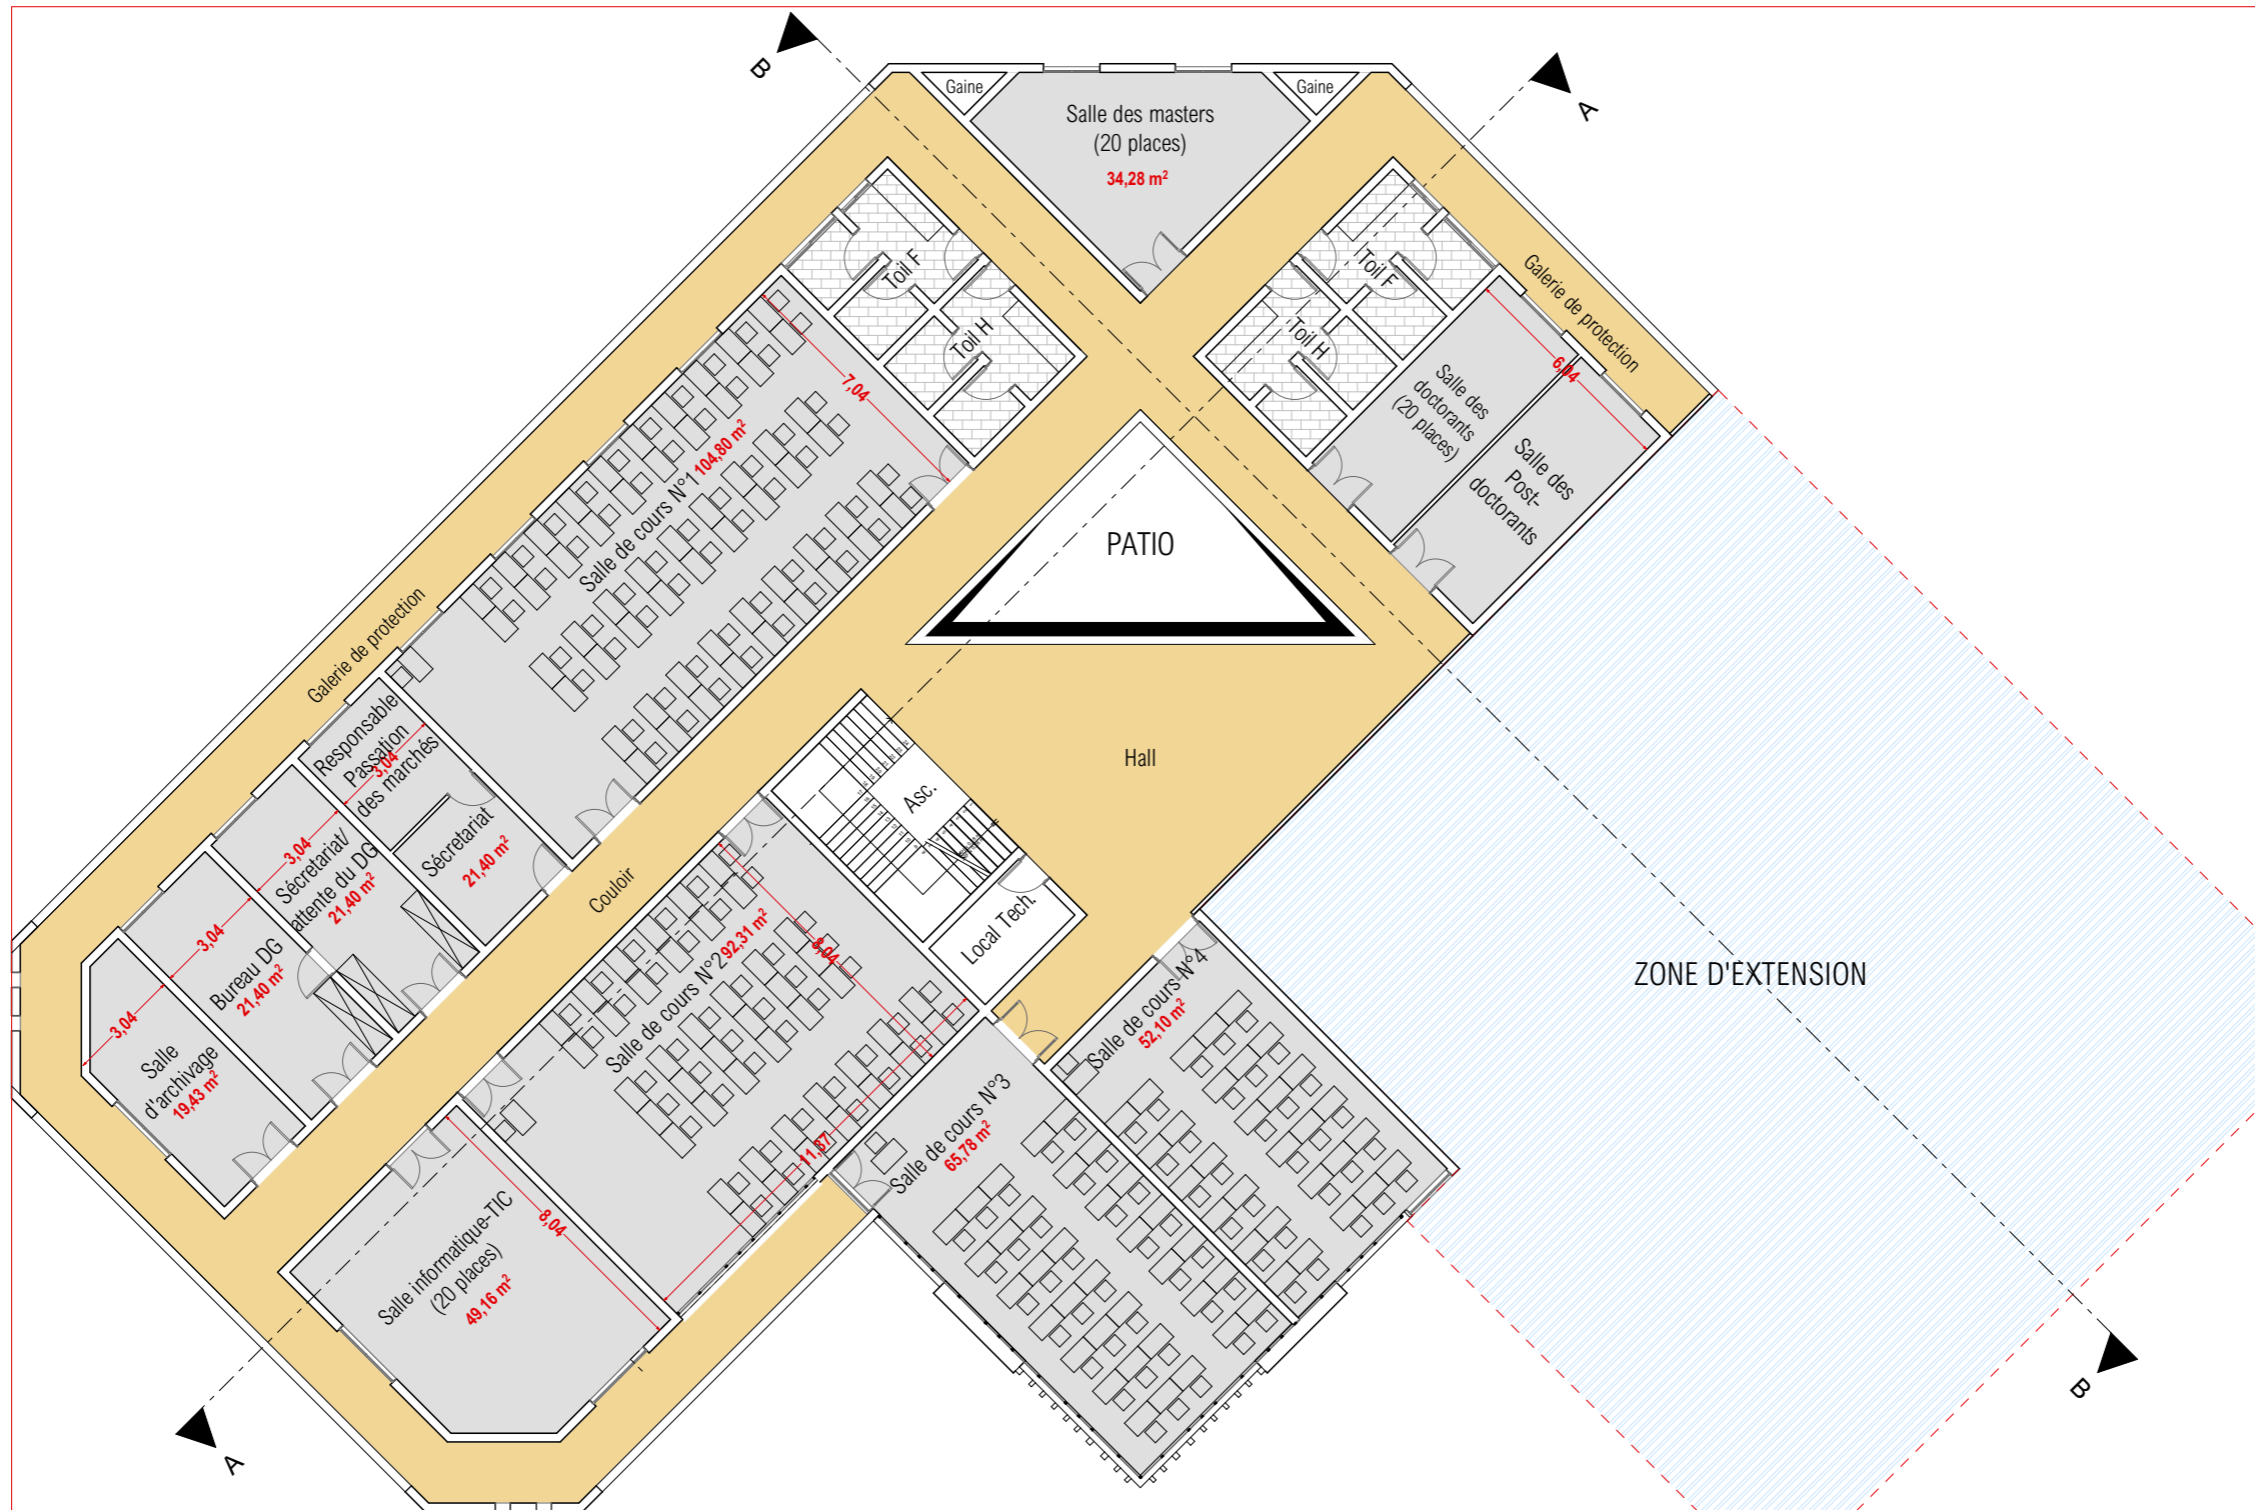 B
A
Gaine
Gaine
Salle des masters
(20 places)
34,28 m²
Toil F
Toil H
Toil F
Toil H
Galerie de protection
6,04
Salle des
doctorants
(20 places)
Salle des
Post-
doctorants
7,04
Salle de cours N°1 104,80 m²
PATIO
Galerie de protection
Responsable
Passation
des marchés
3,04
Sécretariat
21,40 m²
3,04
Sécretariat/
attente du DG
21,40 m²
3,04
Bureau DG
21,40 m²
3,04
Salle
d'archivage
19,43 m²
Couloir
Hall
Asc.
Local Tech.
Salle de cours N°2 92,31 m²
8,04
11,87
Salle de cours N°4
52,10 m²
Salle de cours N°3
65,78 m²
Salle informatique-TIC
(20 places)
49,16 m²
8,04
ZONE D'EXTENSION
A
B